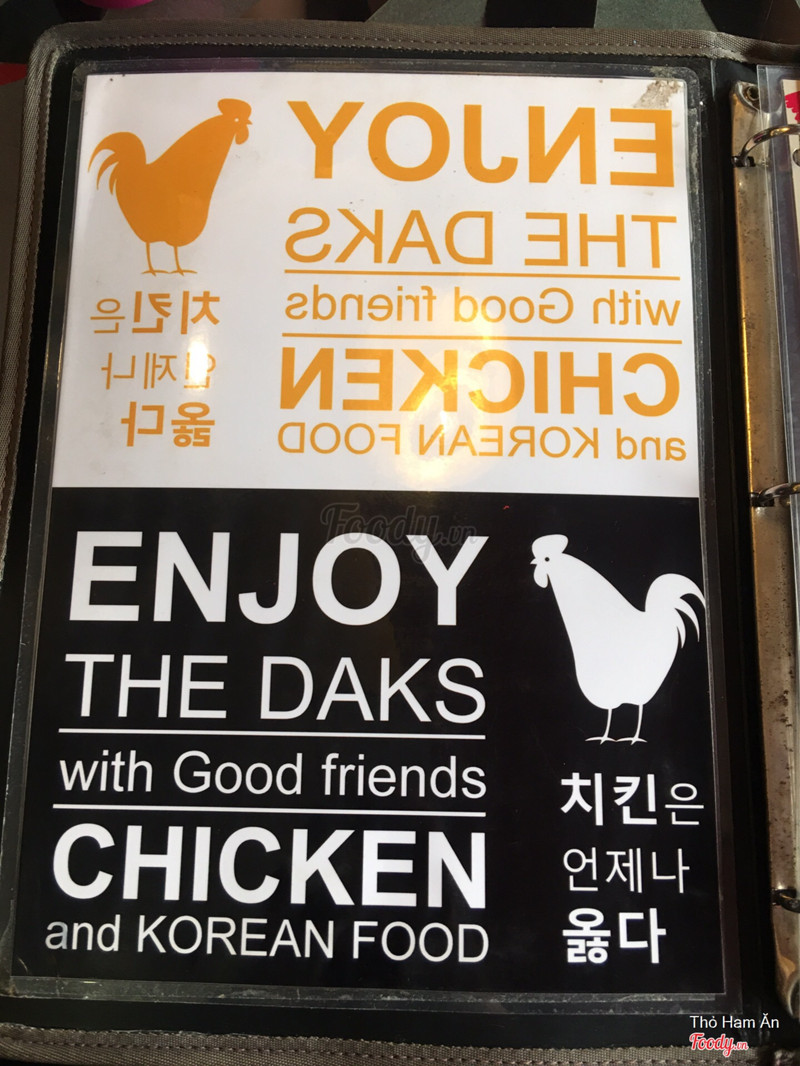 ENJOY
THE DAKS
with Good friends
CHICKEN
and KOREAN FOOD
치킨은
언제나
옳다
Foody.vn
ENJOY
THE DAKS
with Good friends
CHICKEN
and KOREAN FOOD
치킨은
언제나
옳다
Thỏ Ham Ăn
Foody.vn